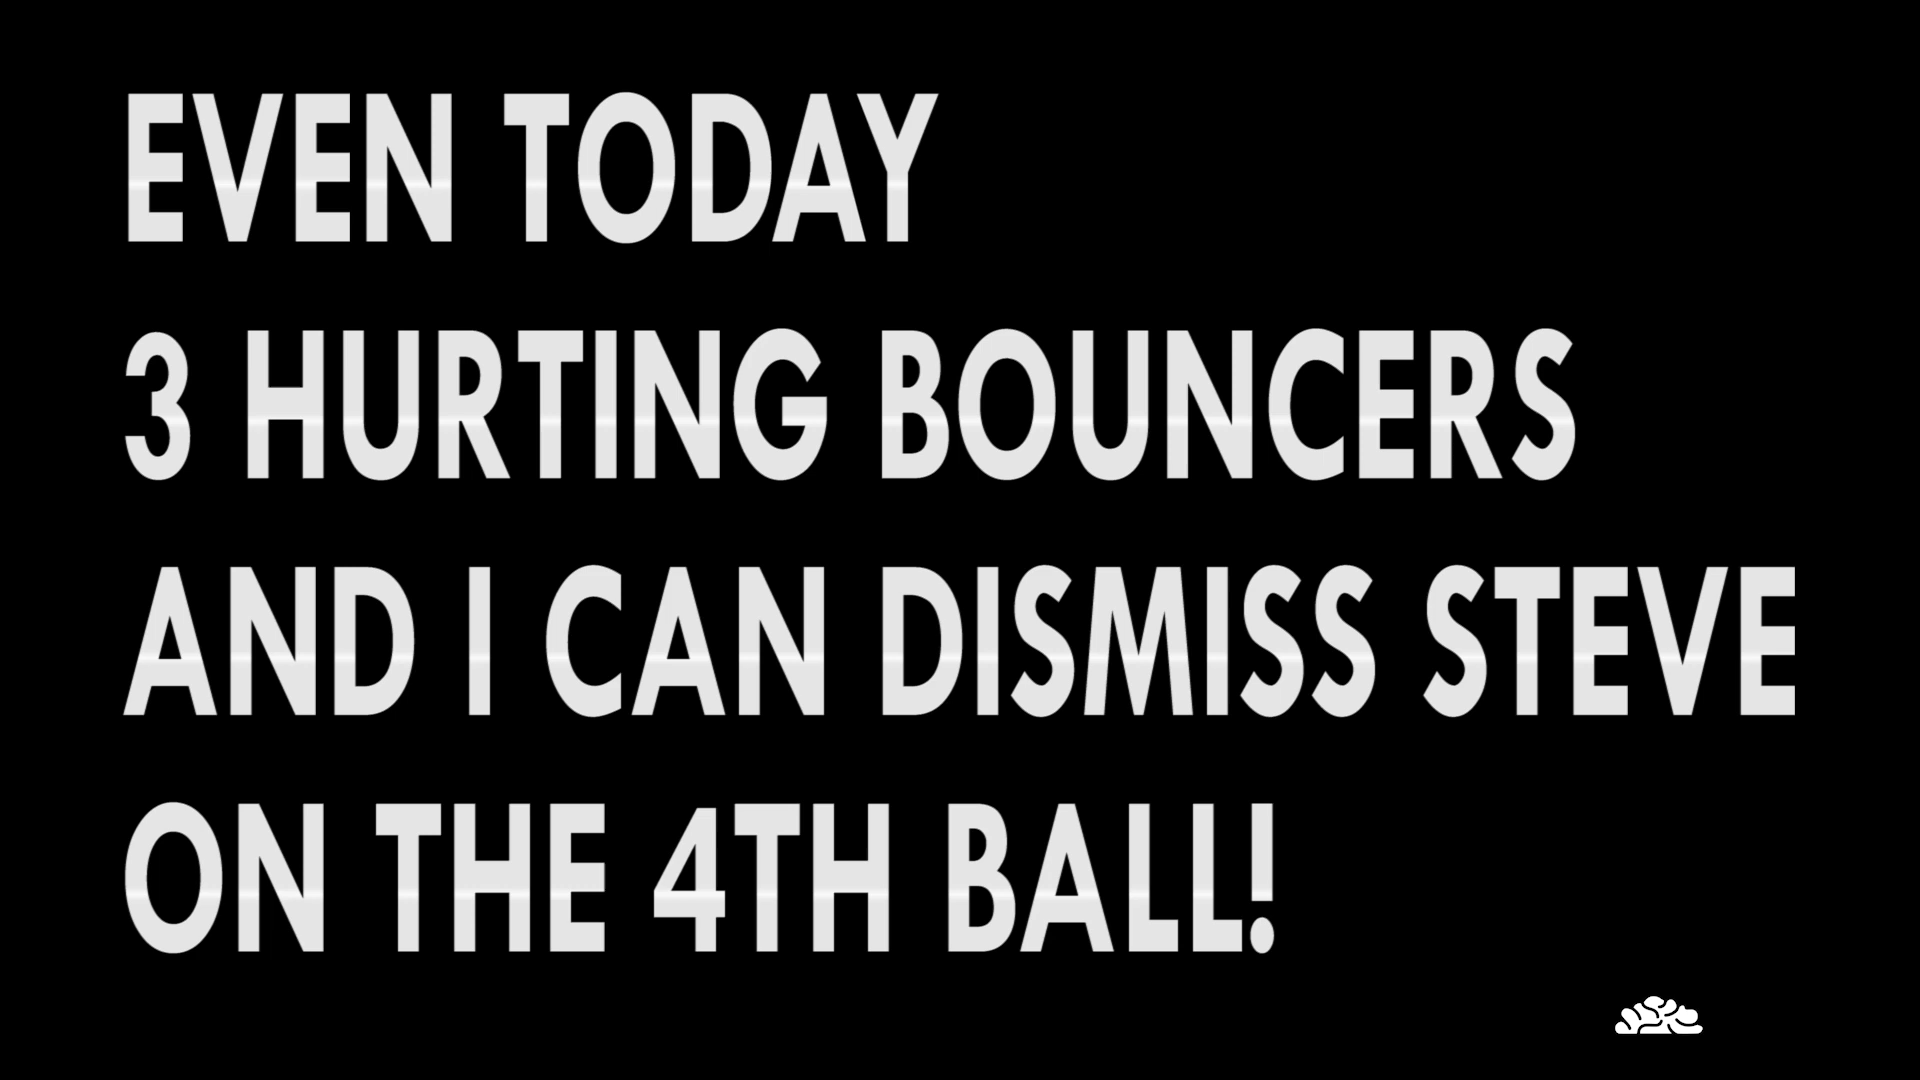 EVEN TODAY
3 HURTING BOUNCERS
AND I CAN DISMISS STEVE
ON THE 4TH BALL!